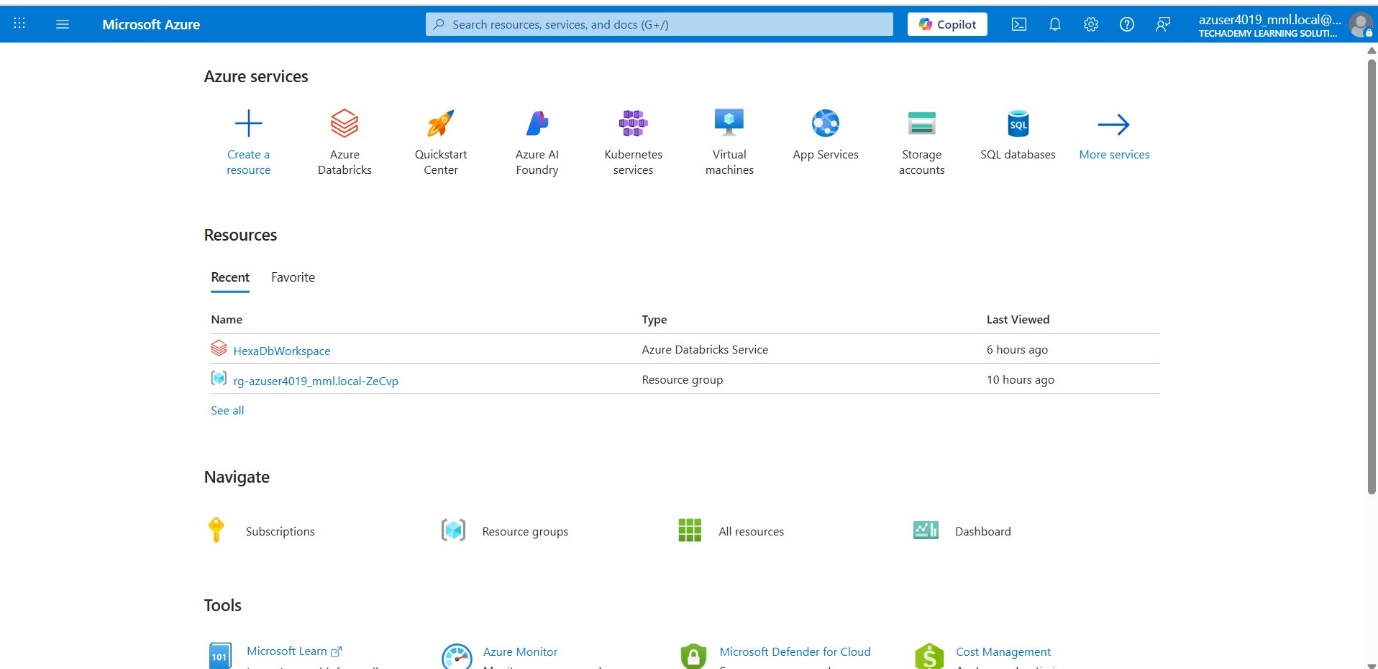 Microsoft Azure
Search resources, services, and docs (G+/)
Copilot
azuser4019_mml.local@...
TECHADEMY LEARNING SOLUTI...
Azure services
Create a
resource
Azure
Databricks
Quickstart
Center
Azure AI
Foundry
Kubernetes
services
Virtual
machines
App Services
Storage
accounts
SQL
SQL databases
More services
Resources
Recent
Favorite
Name
Type
Last Viewed
HexaDbWorkspace
Azure Databricks Service
6 hours ago
rg-azuser4019_mml.local-ZeCvp
Resource group
10 hours ago
See all
Navigate
Subscriptions
Resource groups
All resources
Dashboard
Tools
101
Microsoft Learn
Azure Monitor
Microsoft Defender for Cloud
Cost Management